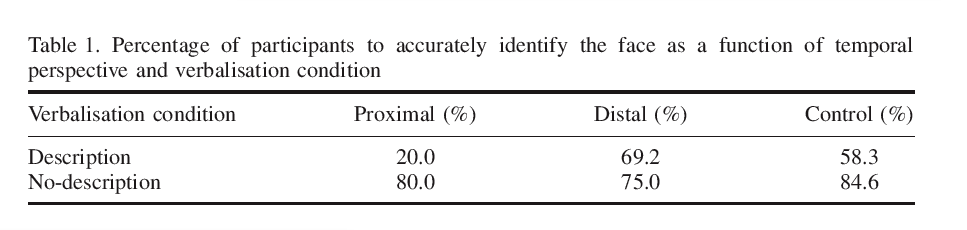 Table 1. Percentage of participants to accurately identify the face as a function of temporal
perspective and verbalisation condition
Verbalisation condition Proximal (%) Distal (%) Control (%)
Description 20.0 69.2 58.3
No-description 80.0 75.0 84.6